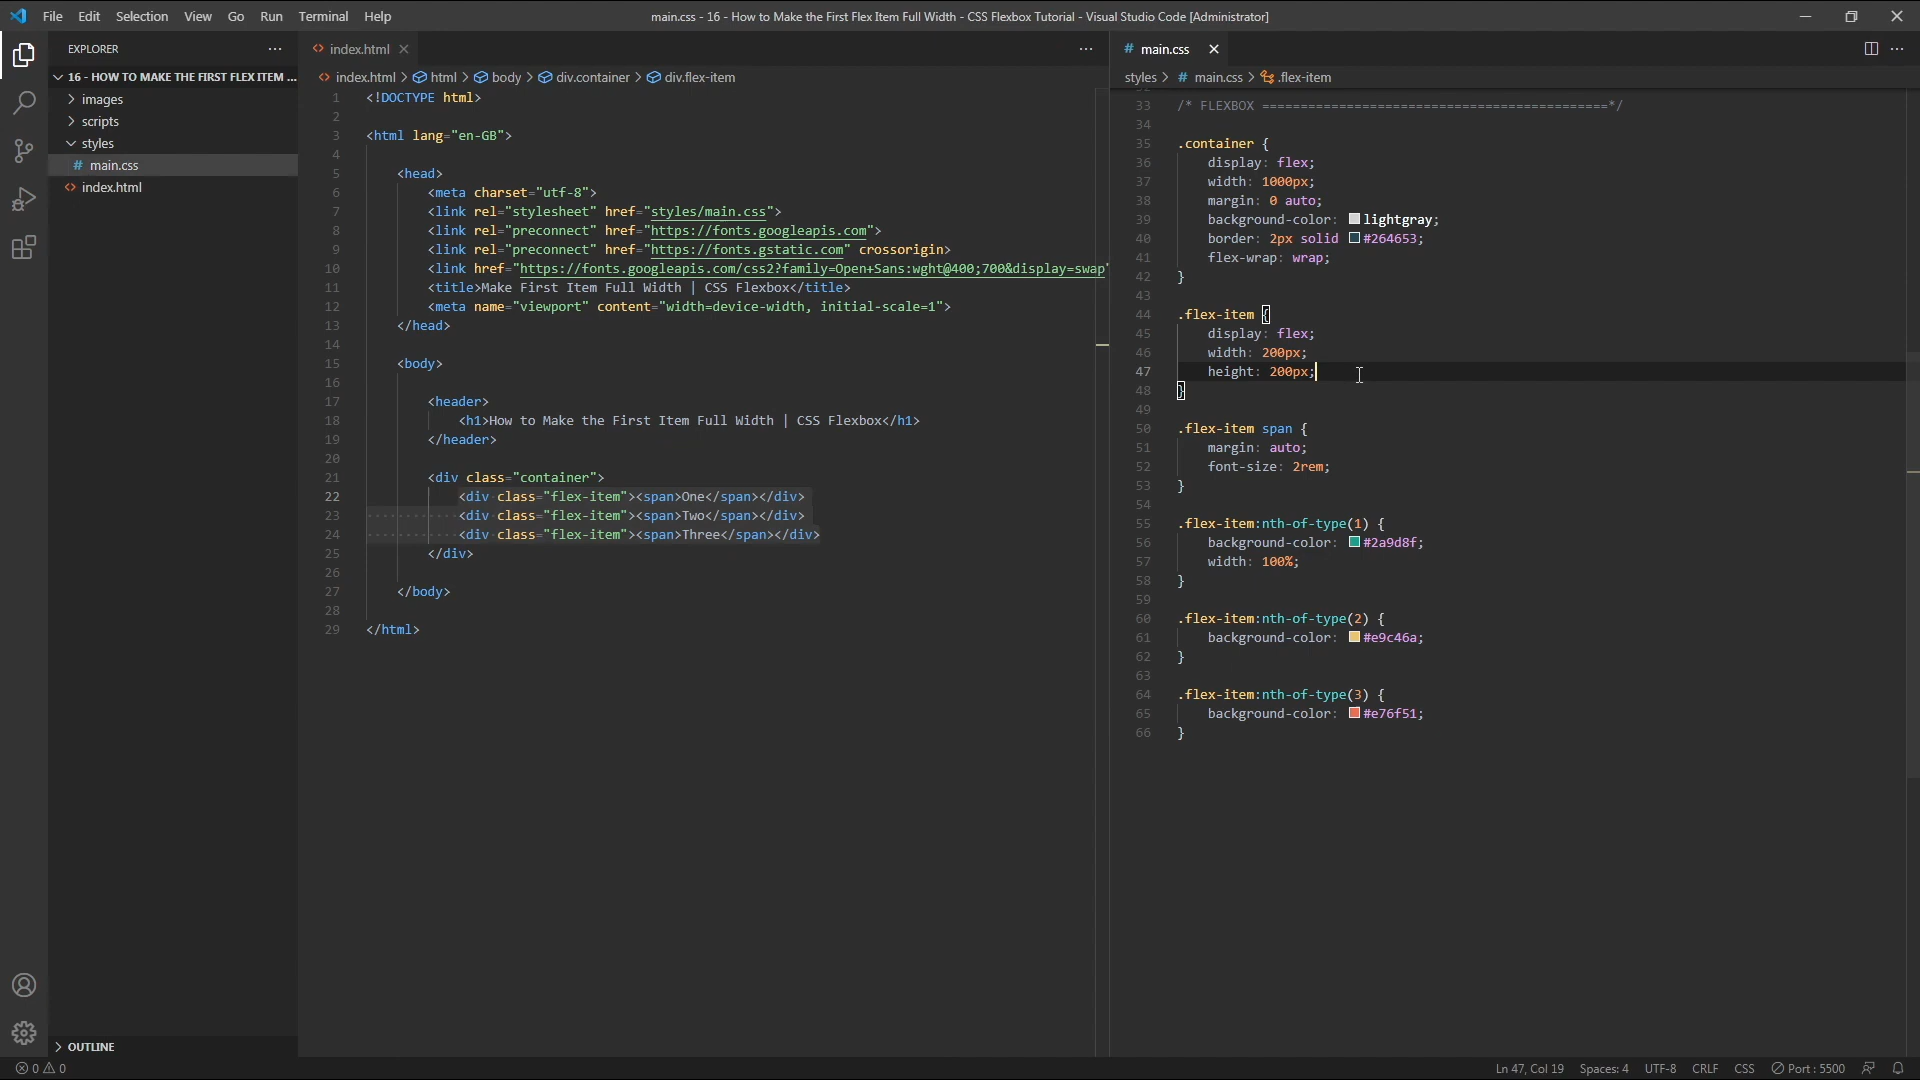 File Edit Selection View Go Run Terminal Help
main.css - 16 - How to Make the First Flex Item Full Width - CSS Flexbox Tutorial - Visual Studio Code [Administrator]
EXPLORER
16 - HOW TO MAKE THE FIRST FLEX ITEM ...
images
scripts
styles
# main.css
<> index.html
OUTLINE
<> index.html
<> index.html > html > body > div.container > div.flex-item
1 <!DOCTYPE html>
2
3 <html lang="en-GB">
4
5 <head>
6 <meta charset="utf-8">
7 <link rel="stylesheet" href="styles/main.css">
8 <link rel="preconnect" href="https://fonts.googleapis.com">
9 <link rel="preconnect" href="https://fonts.gstatic.com" crossorigin>
10 <link href="https://fonts.googleapis.com/css2?family=Open+Sans:wght@400;700&display=swap"
11 <title>Make First Item Full Width | CSS Flexbox</title>
12 <meta name="viewport" content="width=device-width, initial-scale=1">
13 </head>
14
15 <body>
16
17 <header>
18 <h1>How to Make the First Item Full Width | CSS Flexbox</h1>
19 </header>
20
21 <div class="container">
22 <div class="flex-item"><span>One</span></div>
23 <div class="flex-item"><span>Two</span></div>
24 <div class="flex-item"><span>Three</span></div>
25 </div>
26
27 </body>
28
29 </html>
# main.css
styles > # main.css > .flex-item
33 /* FLEXBOX =============================================*/
34
35 .container {
36 display: flex;
37 width: 1000px;
38 margin: 0 auto;
39 background-color: lightgray;
40 border: 2px solid #264653;
41 flex-wrap: wrap;
42 }
43
44 .flex-item {
45 display: flex;
46 width: 200px;
47 height: 200px;
48 }
49
50 .flex-item span {
51 margin: auto;
52 font-size: 2rem;
53 }
54
55 .flex-item:nth-of-type(1) {
56 background-color: #2a9d8f;
57 width: 100%;
58 }
59
60 .flex-item:nth-of-type(2) {
61 background-color: #e9c46a;
62 }
63
64 .flex-item:nth-of-type(3) {
65 background-color: #e76f51;
66 }
0 0
Ln 47, Col 19 Spaces: 4 UTF-8 CRLF CSS Port : 5500